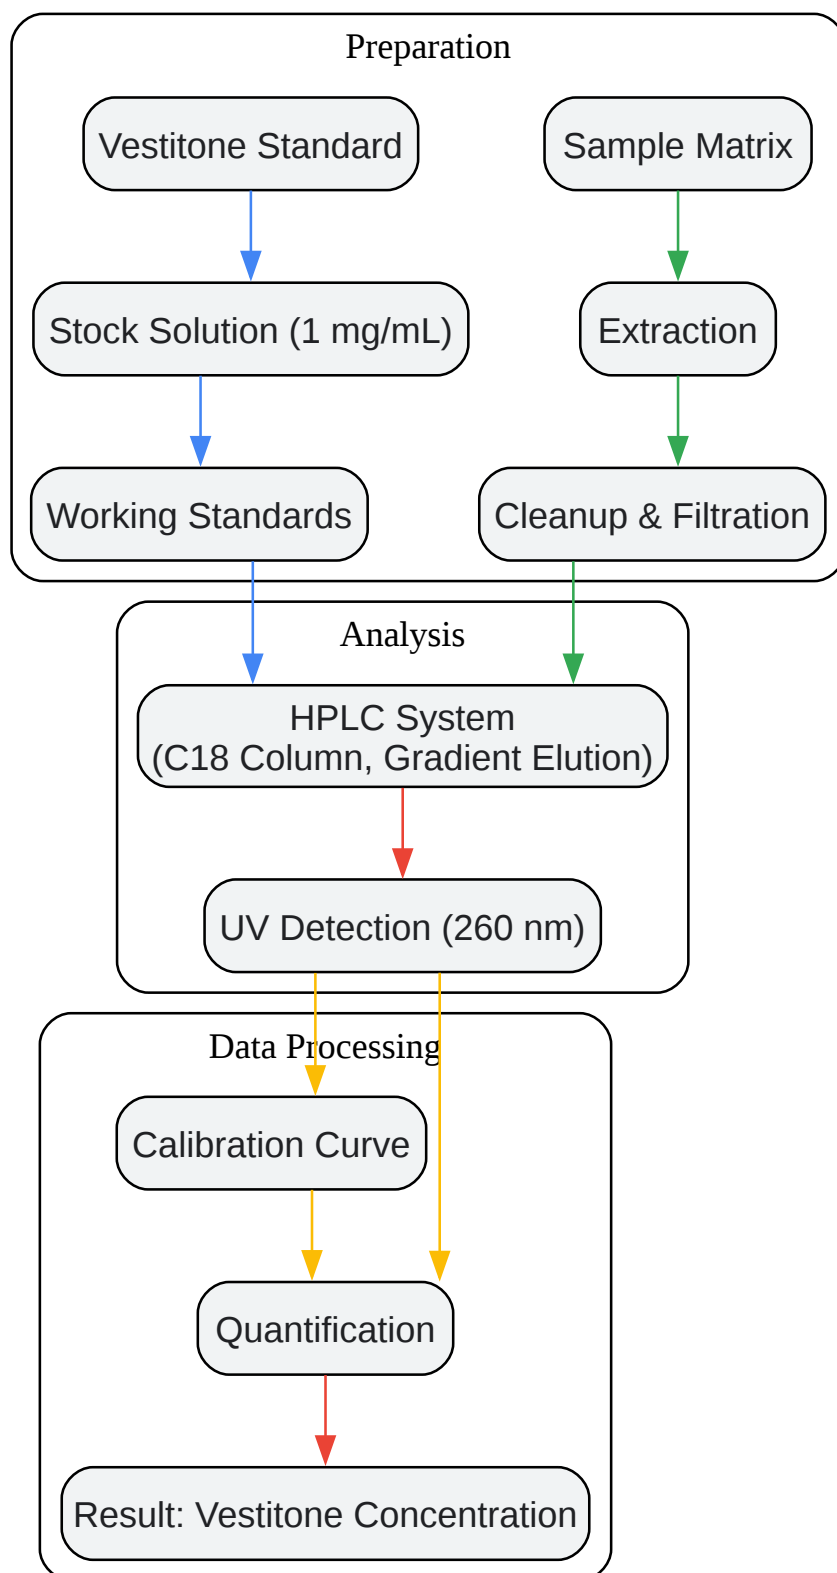 Preparation
Vestitone Standard
Sample Matrix
Stock Solution (1 mg/mL)
Extraction
Working Standards
Cleanup & Filtration
Analysis
HPLC System
(C18 Column, Gradient Elution)
UV Detection (260 nm)
Data Processing
Calibration Curve
Quantification
Result: Vestitone Concentration